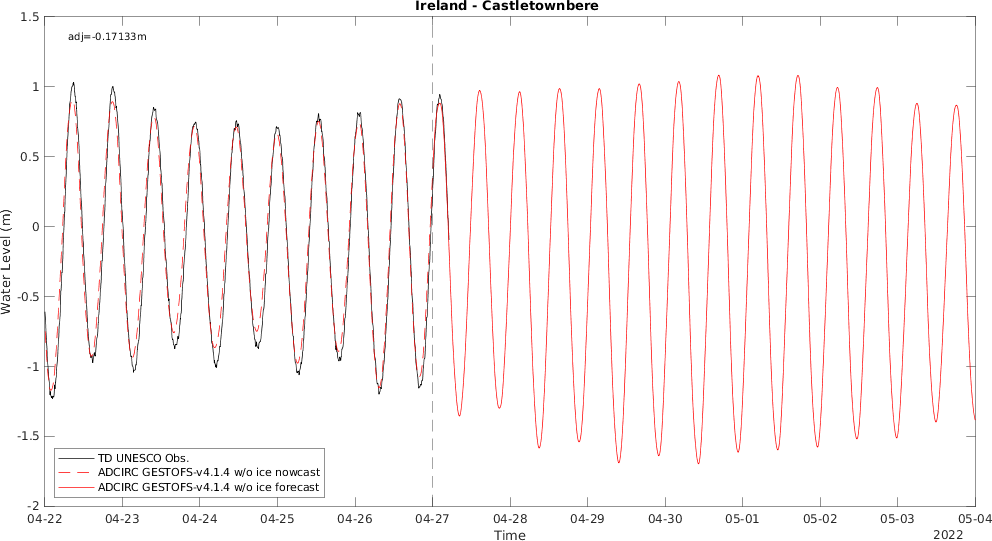 Ireland - Castletownbere
adj=-0.17133m
1.5
1
0.5
0
-0.5
-1
-1.5
-2
Water Level (m)
TD UNESCO Obs.
ADCIRC GESTOFS-v4.1.4 w/o ice nowcast
ADCIRC GESTOFS-v4.1.4 w/o ice forecast
04-22 04-23 04-24 04-25 04-26 04-27 04-28 04-29 04-30 05-01 05-02 05-03 05-04
Time
2022